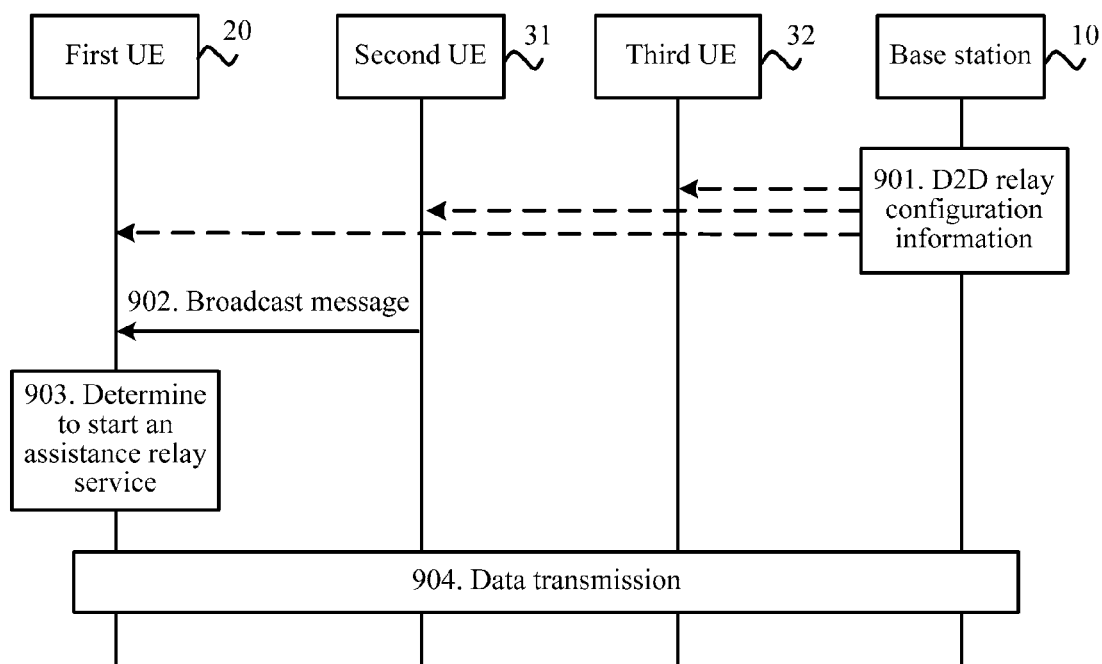 First UE
20
Second UE
31
Third UE
32
Base station
10
901. D2D relay
configuration
information
902. Broadcast message
903. Determine
to start an
assistance relay
service
904. Data transmission